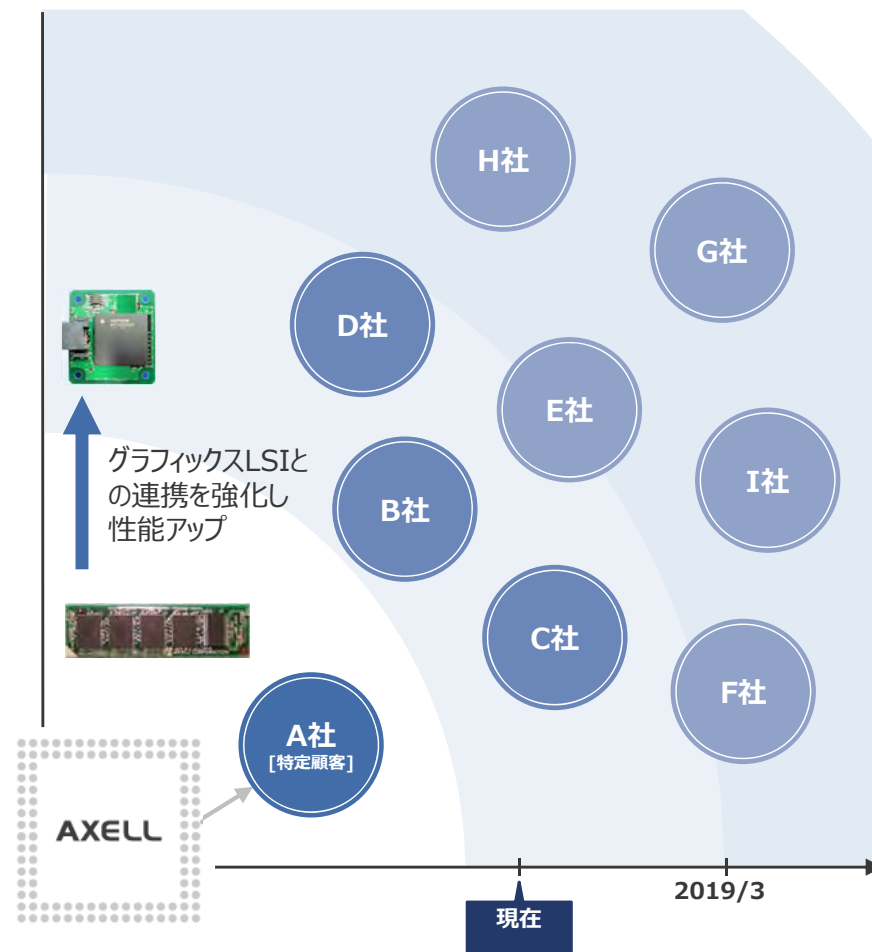 H社
G社
D社
E社
グラフィックスLSIと
の連携を強化し
性能アップ
I社
B社
C社
F社
A社
[特定顧客]
AXELL
2019/3
現在